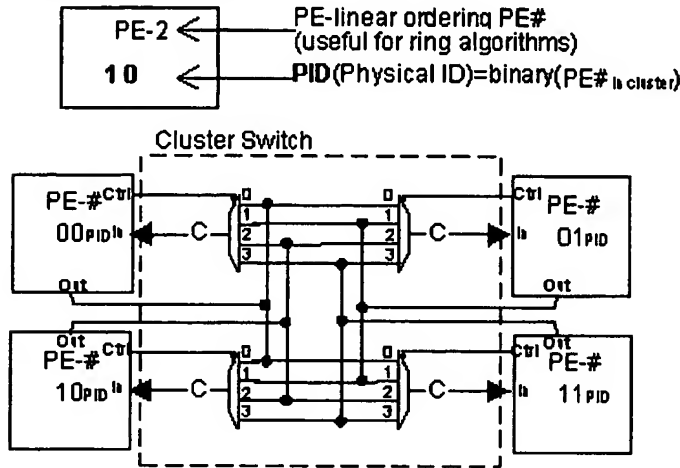 PE-2
PE-linear ordering PE#
(useful for ring algorithms)
10
PID(Physical ID)=binary(PE# in cluster)
Cluster Switch
PE-# Ctrl
00PID In
Out
C
0
1
2
3
0
1
2
3
C
Ctrl PE-#
In 01PID
Out
Out
PE-# Ctrl
10PID In
C
0
1
2
3
0
1
2
3
C
Out
Ctrl PE-#
In 11PID